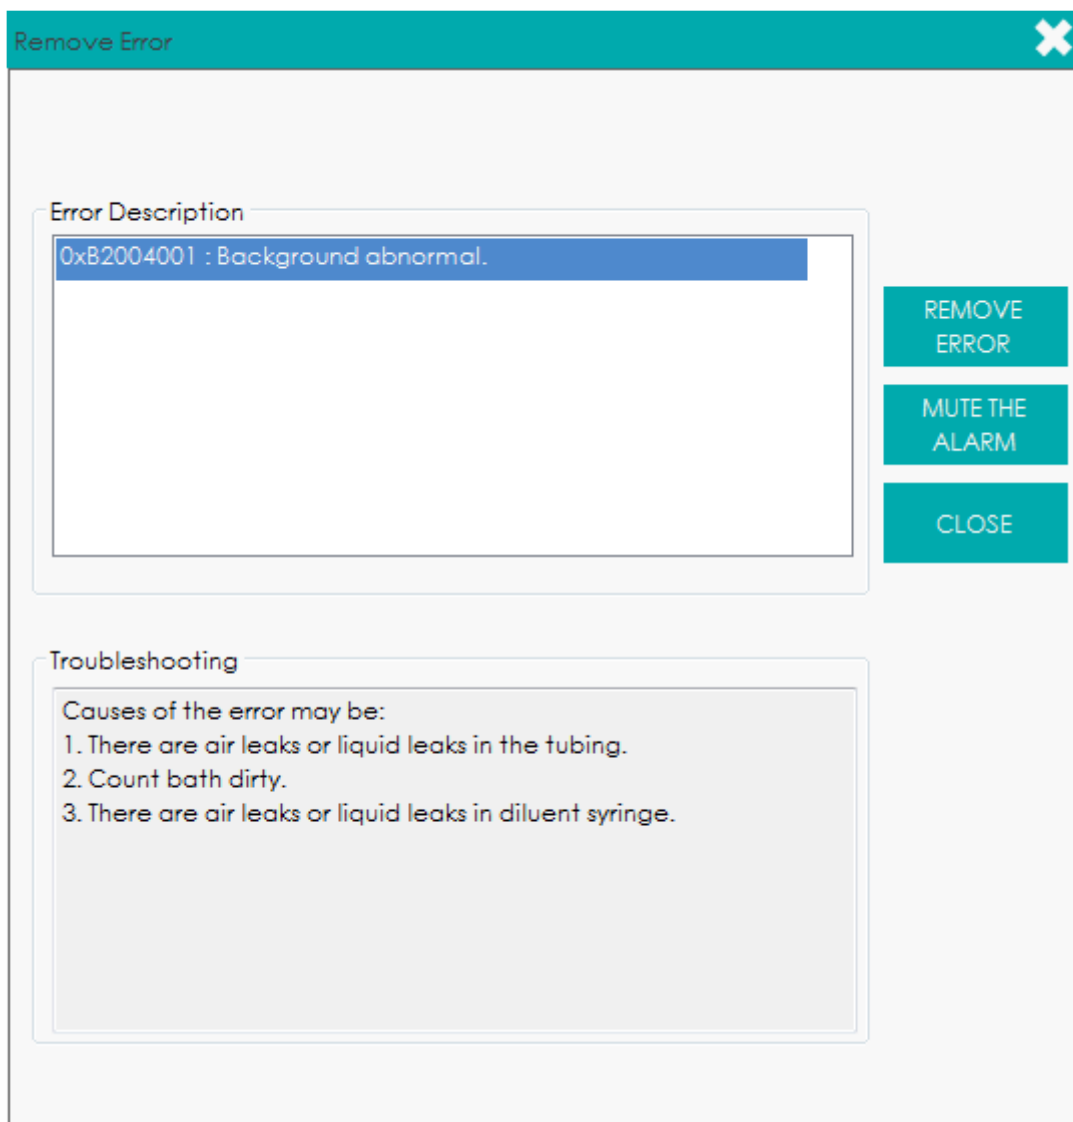 Remove Error
Error Description
0xB2004001 : Background abnormal.
REMOVE
ERROR
MUTE THE
ALARM
CLOSE
Troubleshooting
Causes of the error may be:
1. There are air leaks or liquid leaks in the tubing.
2. Count bath dirty.
3. There are air leaks or liquid leaks in diluent syringe.